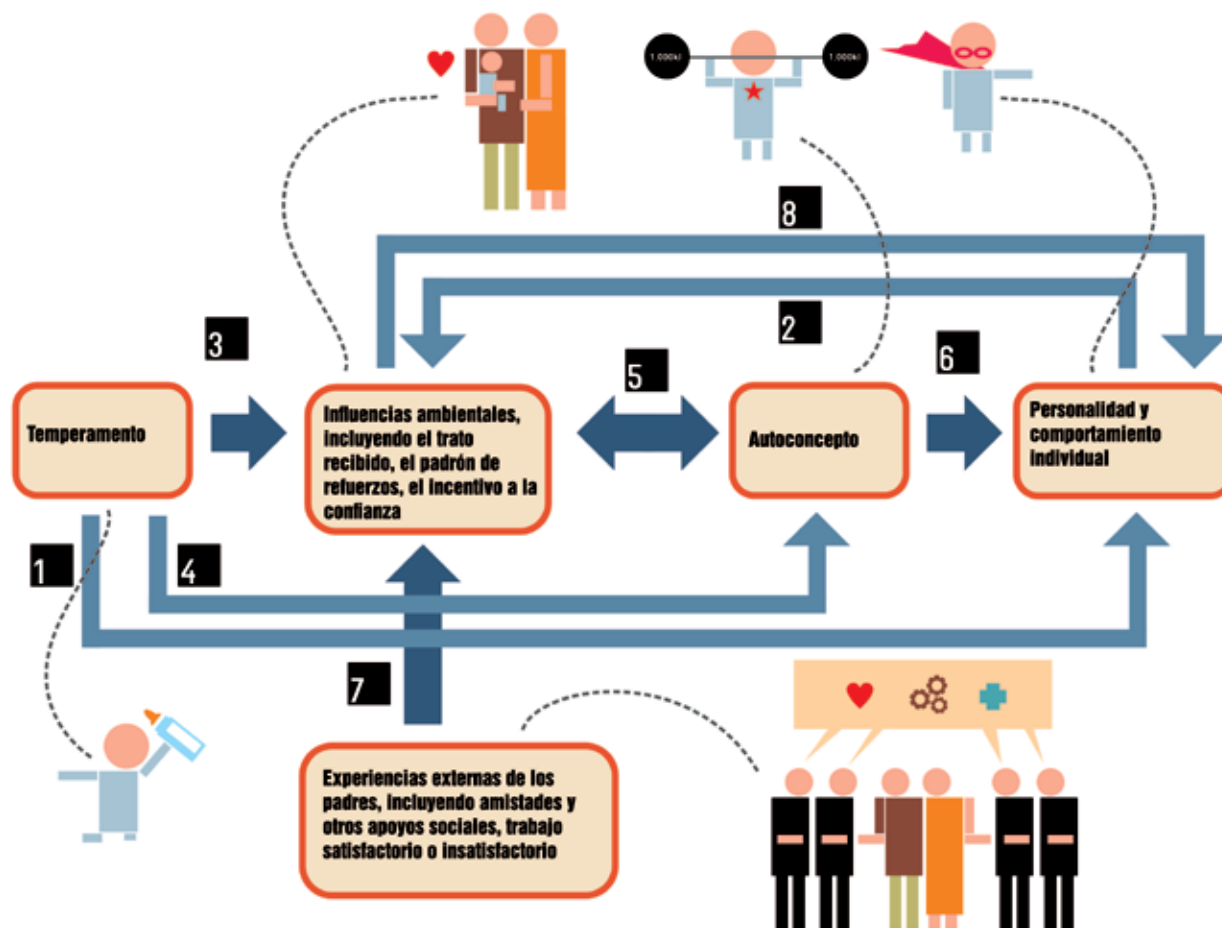 1.000kl
1.000kl
8
3
2
5
6
Temperamento
Influencias ambientales,
incluyendo el trato
recibido, el padrón de
refuerzos, el incentivo a la
confianza
Autoconcepto
Personalidad y
comportamiento
individual
1
4
7
Experiencias externas de los
padres, incluyendo amistades y
otros apoyos sociales, trabajo
satisfactorio o insatisfactorio